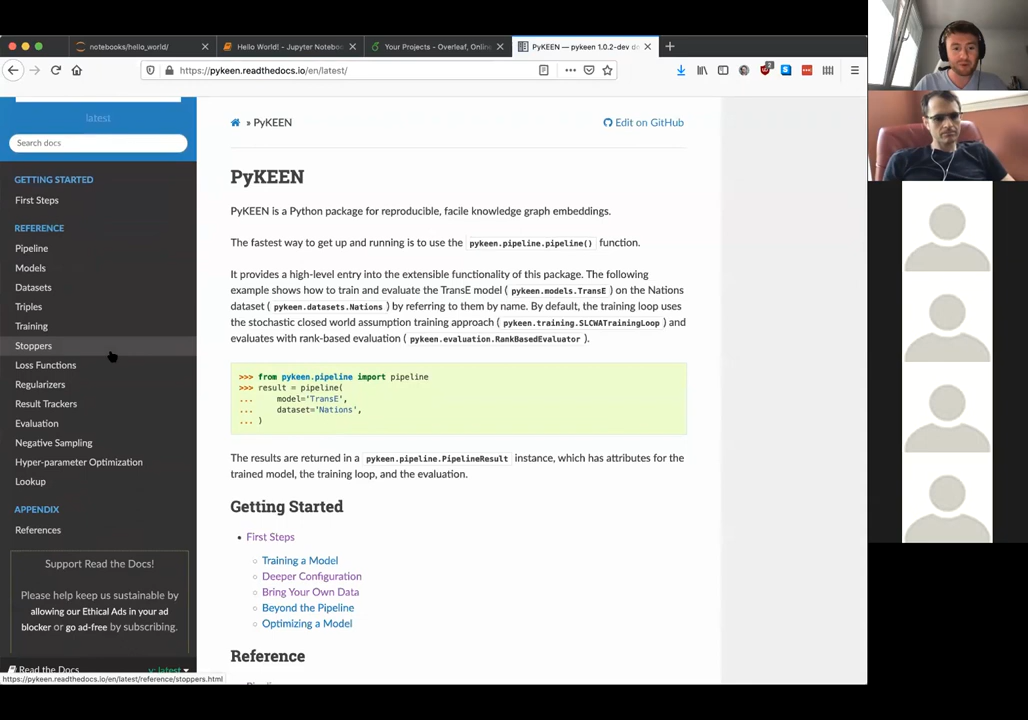 notebooks/hello_world/
Hello World! - Jupyter Noteboo
Your Projects - Overleaf, Onlin
PyKEEN — pykeen 1.0.2-dev do
https://pykeen.readthedocs.io/en/latest/
latest
Search docs
GETTING STARTED
First Steps
REFERENCE
Pipeline
Models
Datasets
Triples
Training
Stoppers
Loss Functions
Regularizers
Result Trackers
Evaluation
Negative Sampling
Hyper-parameter Optimization
Lookup
APPENDIX
References
Support Read the Docs!
Please help keep us sustainable by
allowing our Ethical Ads in your ad
blocker or go ad-free by subscribing.
Read the Docs
v: latest
https://pykeen.readthedocs.io/en/latest/reference/stoppers.html
» PyKEEN
Edit on GitHub
PyKEEN
PyKEEN is a Python package for reproducible, facile knowledge graph embeddings.
The fastest way to get up and running is to use the pykeen.pipeline.pipeline() function.
It provides a high-level entry into the extensible functionality of this package. The following
example shows how to train and evaluate the TransE model ( pykeen.models.TransE ) on the Nations
dataset ( pykeen.datasets.Nations ) by referring to them by name. By default, the training loop uses
the stochastic closed world assumption training approach ( pykeen.training.SLCWATrainingLoop ) and
evaluates with rank-based evaluation ( pykeen.evaluation.RankBasedEvaluator ).
>>> from pykeen.pipeline import pipeline
>>> result = pipeline(
... model='TransE',
... dataset='Nations',
... )
The results are returned in a pykeen.pipeline.PipelineResult instance, which has attributes for the
trained model, the training loop, and the evaluation.
Getting Started
First Steps
Training a Model
Deeper Configuration
Bring Your Own Data
Beyond the Pipeline
Optimizing a Model
Reference